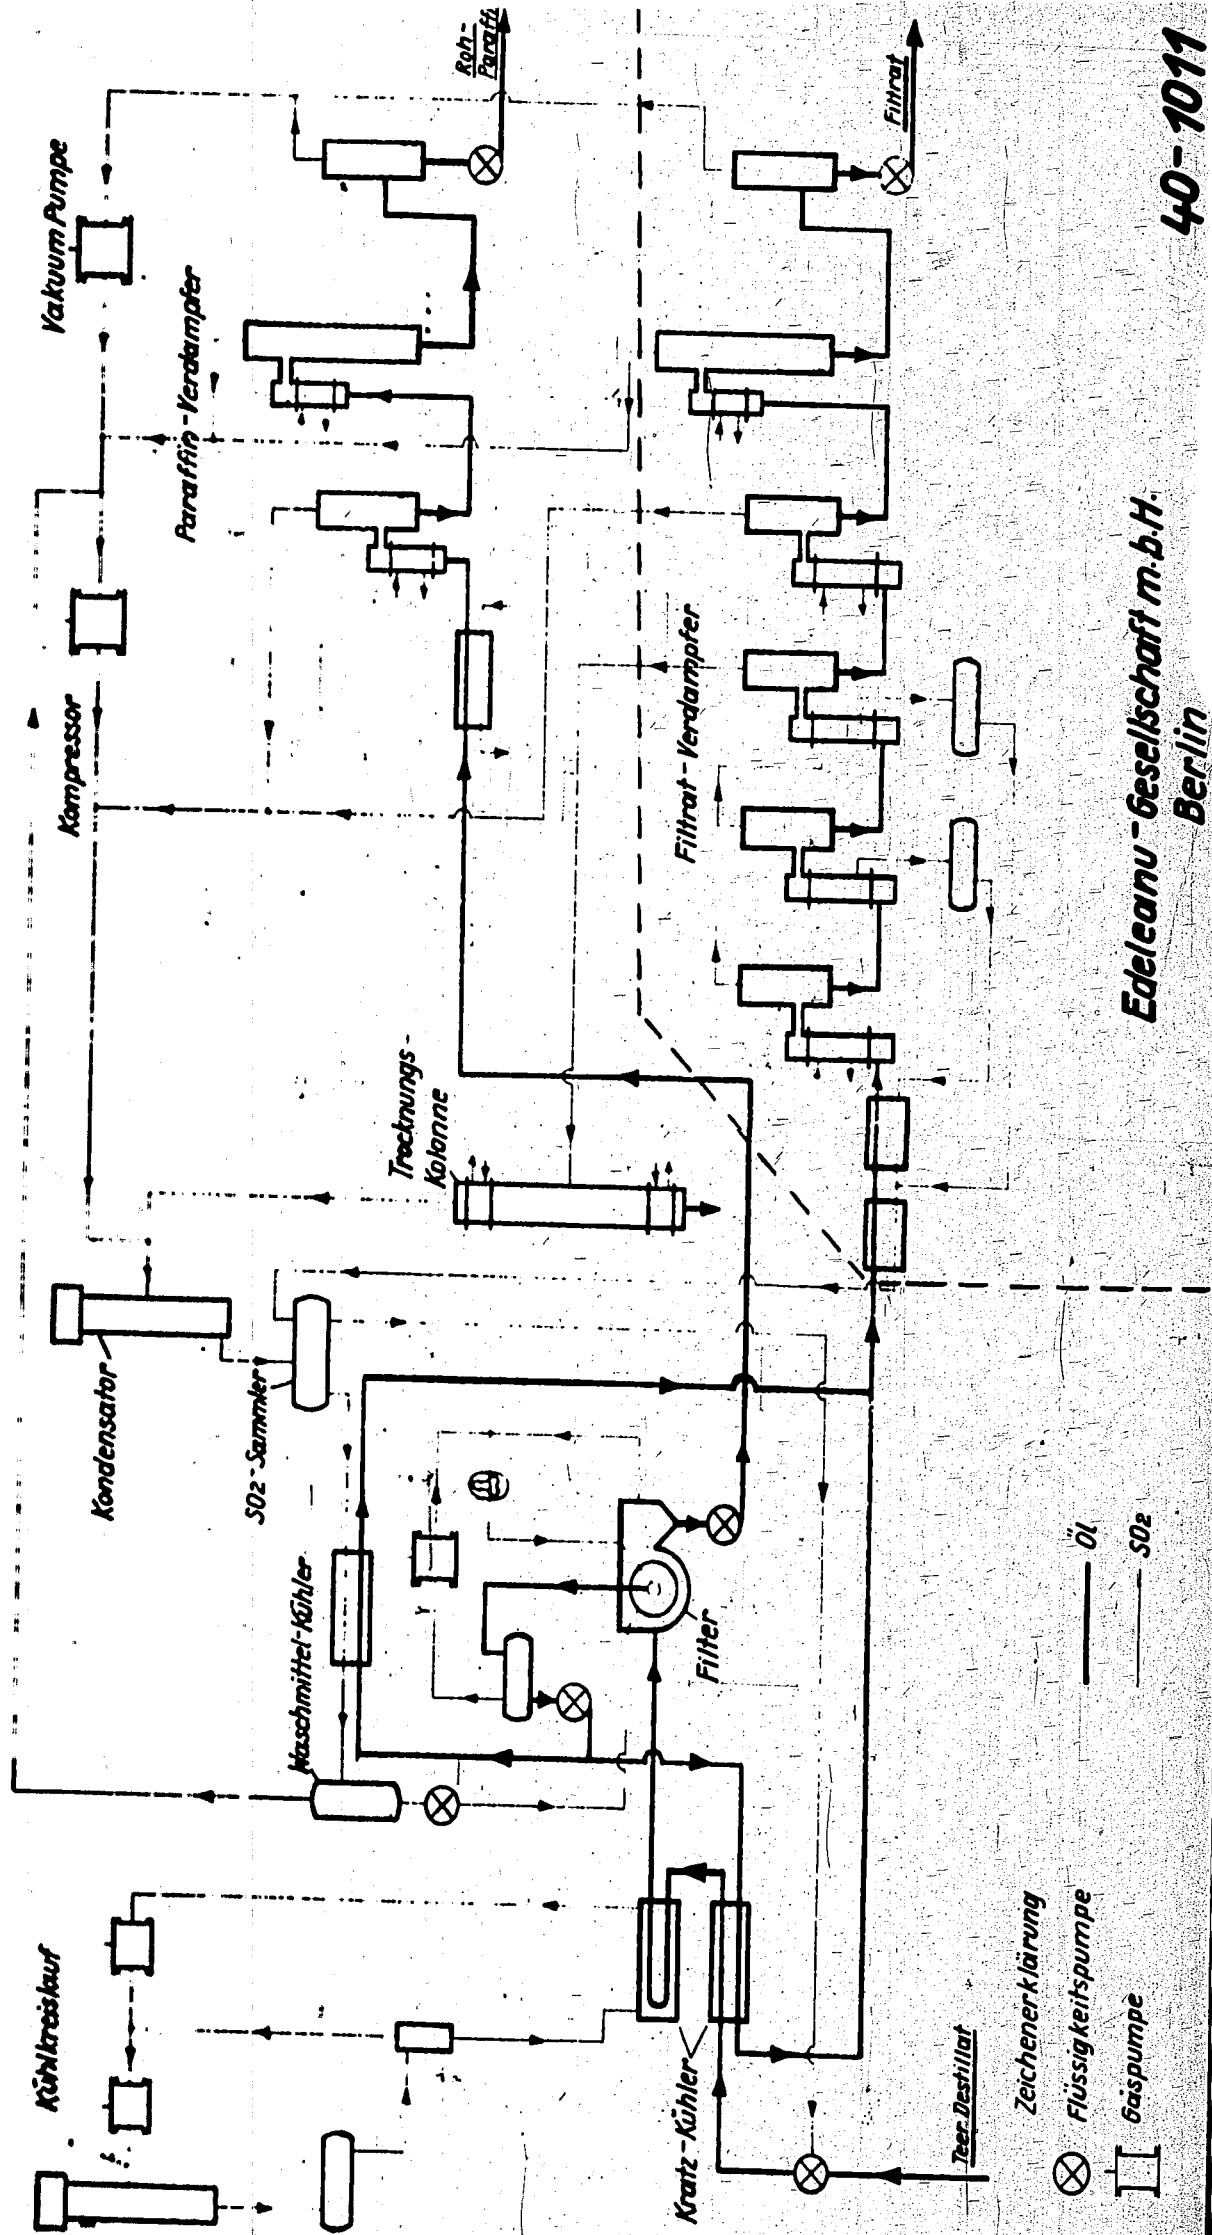 Kühlkreislauf
Kondensator
Kompressor
Vakuum Pumpe
SO2-Sammler
Waschmittel-Kühler
Trocknungs-
Kolonne
Paraffin-Verdampfer
Roh-
Paraffi
Kratz-Kühler
Filter
Filtrat-Verdampfer
Filtrat
Teer.Destillat
Zeichenerklärung
Flüssigkeitspumpe
Gaspumpe
Öl
SO2
Edeleanu-Gesellschaft m.b.H.
Berlin
40-1011